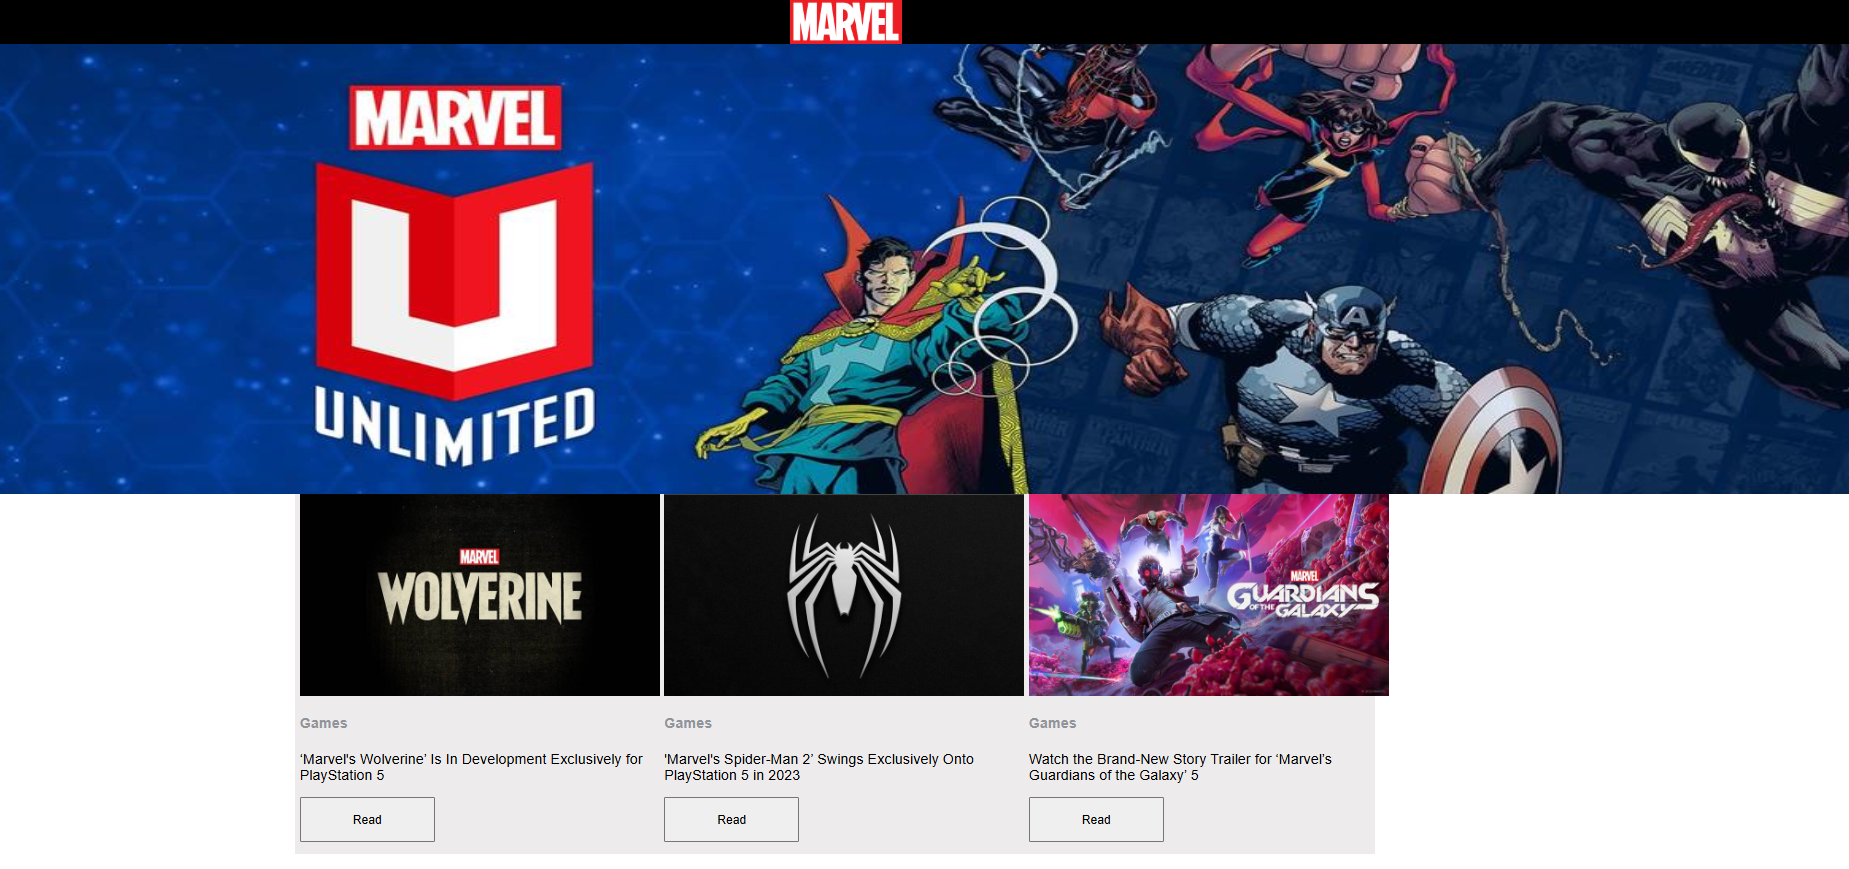 MARVEL
MARVEL
UNLIMITED
MARVEL
WOLVERINE
MARVEL
GUARDIANS
OF THE
GALAXY
Games
Games
Games
‘Marvel's Wolverine’ Is In Development Exclusively for
PlayStation 5
'Marvel's Spider-Man 2’ Swings Exclusively Onto
PlayStation 5 in 2023
Watch the Brand-New Story Trailer for ‘Marvel’s
Guardians of the Galaxy’ 5
Read
Read
Read